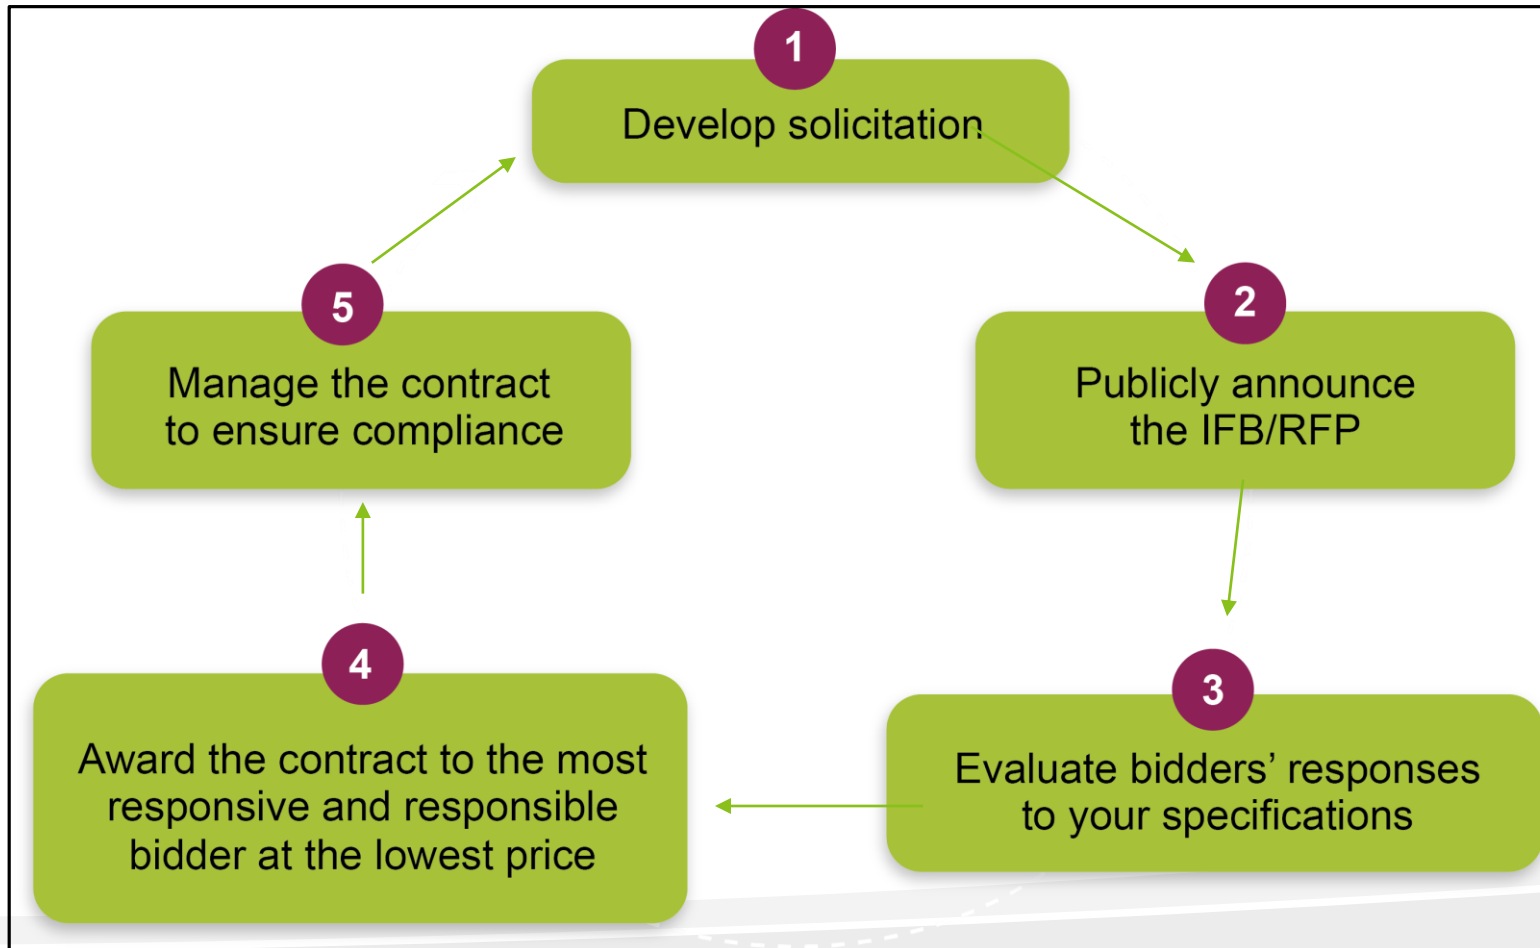 1
Develop solicitation
2
Publicly announce
the IFB/RFP
3
Evaluate bidders’ responses
to your specifications
4
Award the contract to the most
responsive and responsible
bidder at the lowest price
5
Manage the contract
to ensure compliance